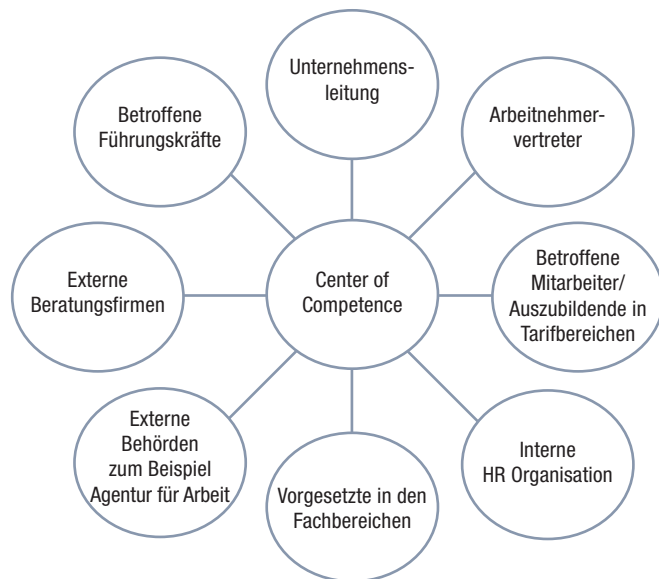 Unternehmens-
leitung
Betroffene
Führungskräfte
Arbeitnehmer-
vertreter
Externe
Beratungsfirmen
Center of
Competence
Betroffene
Mitarbeiter/
Auszubildende in
Tarifbereichen
Externe
Behörden
zum Beispiel
Agentur für Arbeit
Vorgesetzte in den
Fachbereichen
Interne
HR Organisation